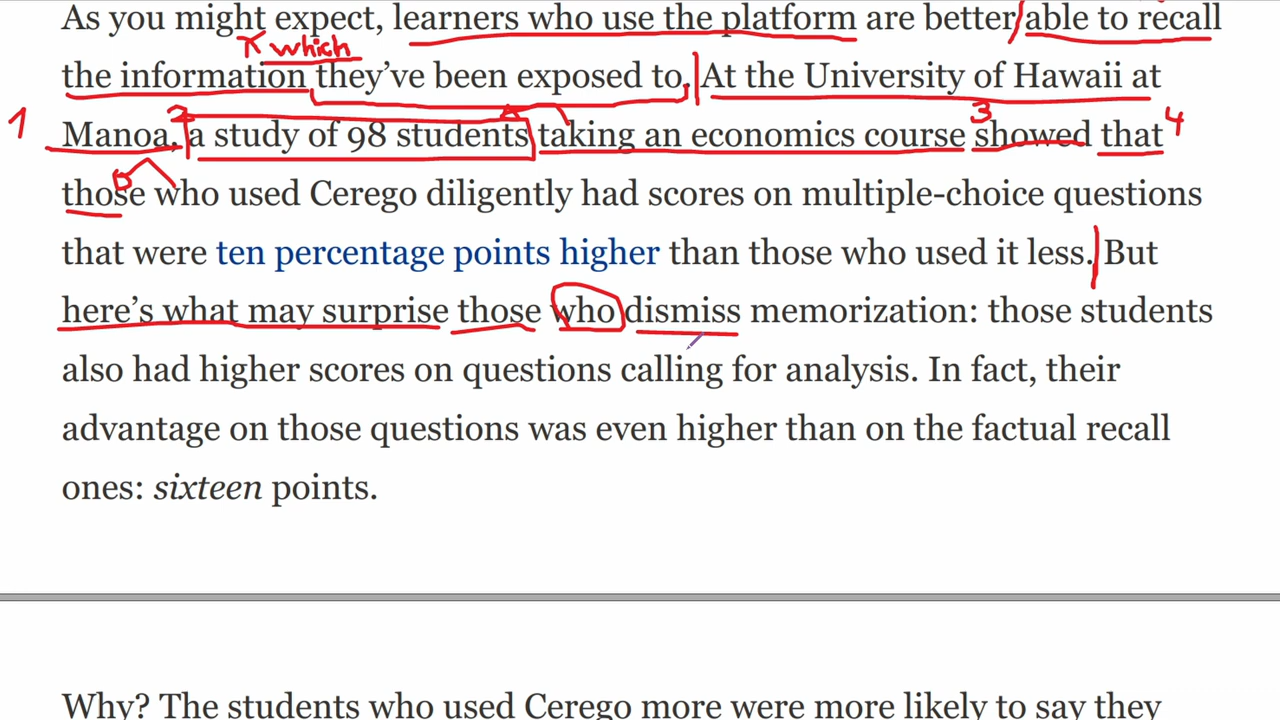 As you might expect, learners who use the platform are better able to recall
which
the information they’ve been exposed to. At the University of Hawaii at
1 2 3 4
Manoa, a study of 98 students taking an economics course showed that
those who used Cerego diligently had scores on multiple-choice questions
that were ten percentage points higher than those who used it less. But
here’s what may surprise those who dismiss memorization: those students
also had higher scores on questions calling for analysis. In fact, their
advantage on those questions was even higher than on the factual recall
ones: sixteen points.
Why? The students who used Cerego more were more likely to say they